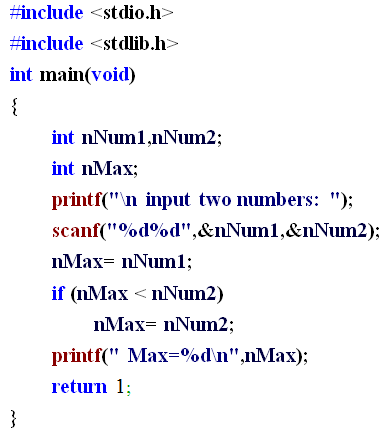 #include <stdio.h>
#include <stdlib.h>
int main(void)
{
int nNum1,nNum2;
int nMax;
printf("\n input two numbers: ");
scanf("%d%d",&nNum1,&nNum2);
nMax= nNum1;
if (nMax < nNum2)
nMax= nNum2;
printf(" Max=%d\n",nMax);
return 1;
}